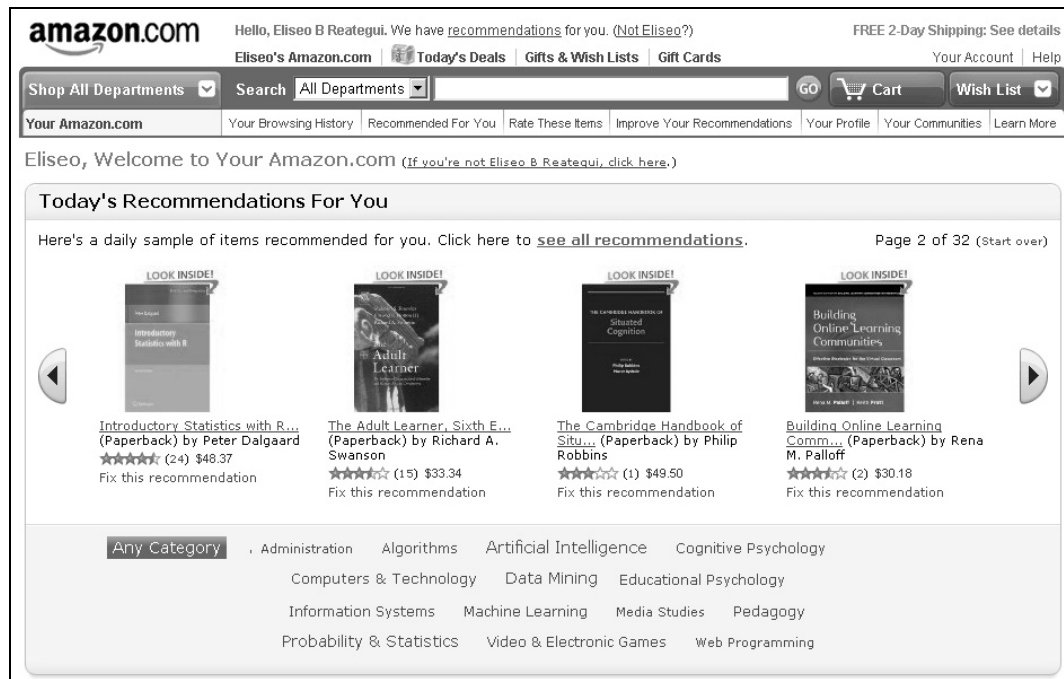 amazon.com
Hello, Eliseo B Reategui. We have recommendations for you. (Not Eliseo?)
FREE 2-Day Shipping: See details
Eliseo's Amazon.com | Today's Deals | Gifts & Wish Lists | Gift Cards
Your Account | Help
Shop All Departments Search All Departments GO Cart Wish List
Your Amazon.com Your Browsing History Recommended For You Rate These Items Improve Your Recommendations Your Profile Your Communities Learn More
Eliseo, Welcome to Your Amazon.com (If you're not Eliseo B Reategui, click here.)
Today's Recommendations For You
Here's a daily sample of items recommended for you. Click here to see all recommendations.
Page 2 of 32 (Start over)
LOOK INSIDE!
Introductory
Statistics with R
Introductory Statistics with R...
(Paperback) by Peter Dalgaard
(24) $48.37
Fix this recommendation
LOOK INSIDE!
Adult
Learner
The Adult Learner, Sixth E...
(Paperback) by Richard A.
Swanson
(15) $33.34
Fix this recommendation
LOOK INSIDE!
THE CAMBRIDGE HANDBOOK OF
Situated
Cognition
The Cambridge Handbook of
Situ... (Paperback) by Philip
Robbins
(1) $49.50
Fix this recommendation
LOOK INSIDE!
Building
Online Learning
Communities
Building Online Learning
Comm... (Paperback) by Rena
M. Palloff
(2) $30.18
Fix this recommendation
Any Category Administration Algorithms Artificial Intelligence Cognitive Psychology
Computers & Technology Data Mining Educational Psychology
Information Systems Machine Learning Media Studies Pedagogy
Probability & Statistics Video & Electronic Games Web Programming